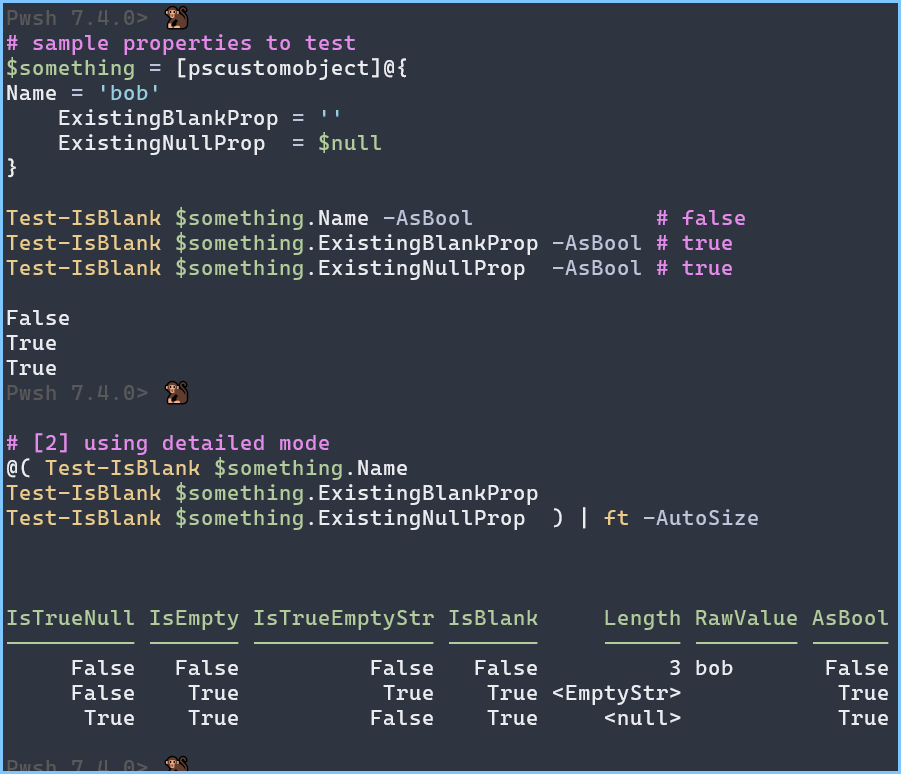 Pwsh 7.4.0> 🐒
# sample properties to test
$something = [pscustomobject]@{
Name = 'bob'
    ExistingBlankProp = ''
    ExistingNullProp  = $null
}
Test-IsBlank $something.Name -AsBool              # false
Test-IsBlank $something.ExistingBlankProp -AsBool # true
Test-IsBlank $something.ExistingNullProp  -AsBool # true
False
True
True
Pwsh 7.4.0> 🐒
# [2] using detailed mode
@( Test-IsBlank $something.Name
Test-IsBlank $something.ExistingBlankProp
Test-IsBlank $something.ExistingNullProp  ) | ft -AutoSize
IsTrueNull IsEmpty IsTrueEmptyStr IsBlank     Length RawValue AsBool
     False   False          False   False          3 bob       False
     False    True           True    True <EmptyStr>            True
      True    True          False    True     <null>            True
Pwsh 7.4.0> 🐒